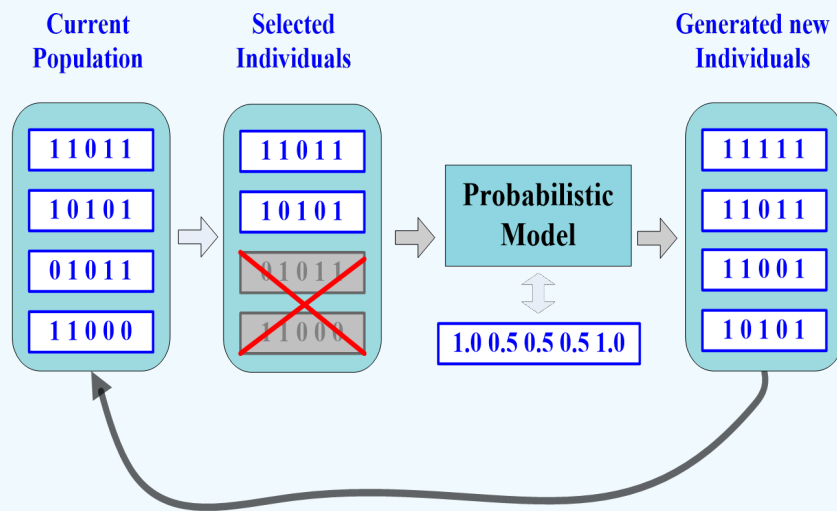 Current
Population
Selected
Individuals
Generated new
Individuals
1 1 0 1 1
1 0 1 0 1
0 1 0 1 1
1 1 0 0 0
1 1 0 1 1
1 0 1 0 1
0 1 0 1 1
1 1 0 0 0
Probabilistic
Model
1.0 0.5 0.5 0.5 1.0
1 1 1 1 1
1 1 0 1 1
1 1 0 0 1
1 0 1 0 1